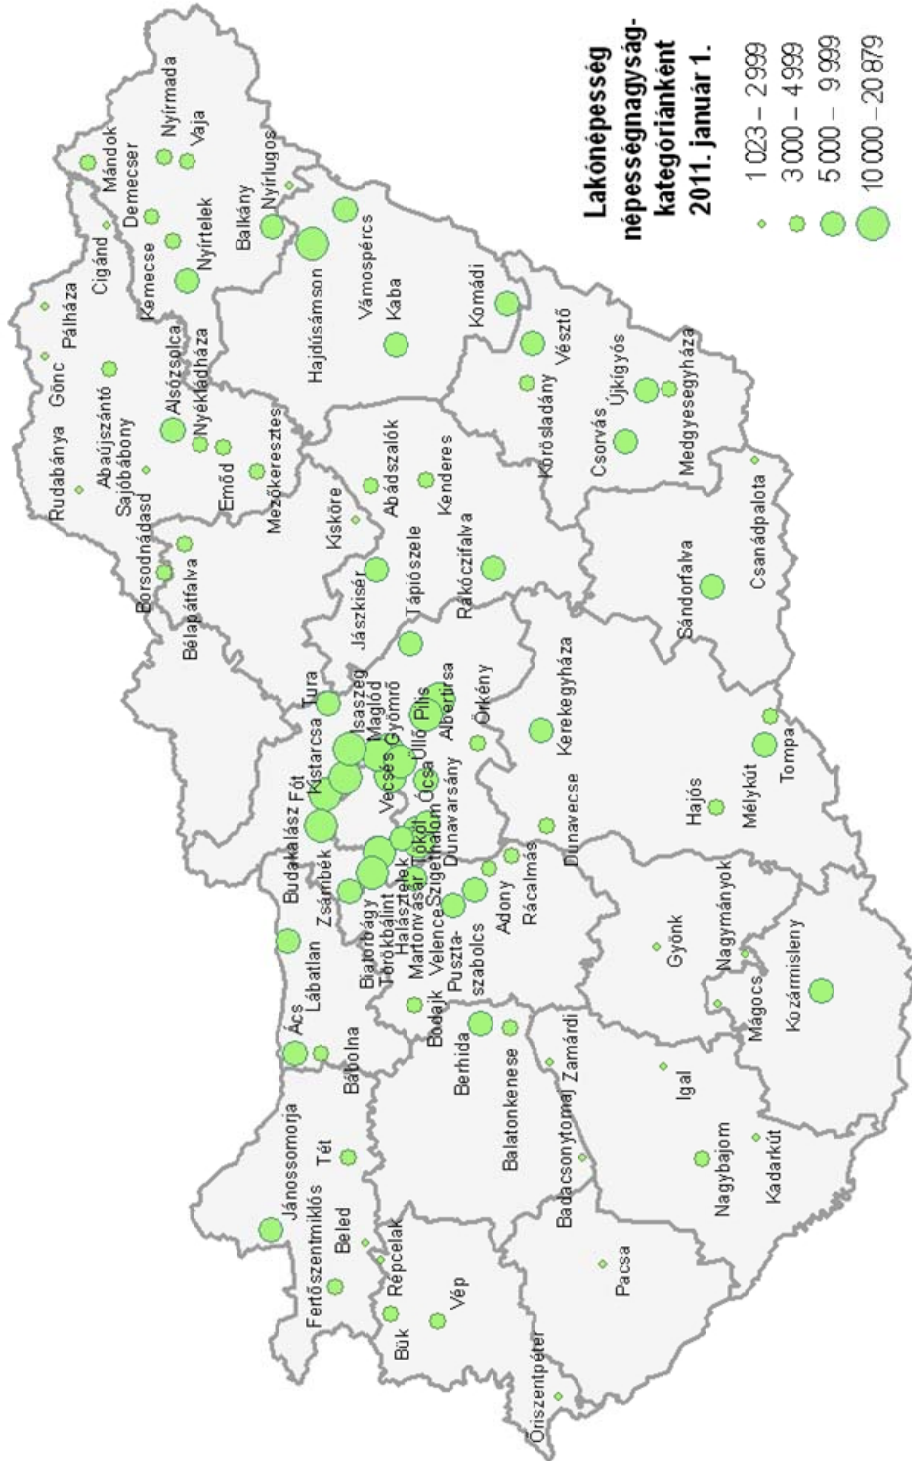 Lakónépesség
népességnagyság-
kategóriánként
2011. január 1.
1 023 – 2 999
3 000 – 4 999
5 000 – 9 999
10 000 – 20 879
Mándok
Nyírmada
Vaja
Demecser
Kemecse
Nyírtelek
Balkány
Nyírlugos
Cigánd
Pálháza
Gönc
Rudabánya
Abaújszántó
Sajóbábony
Alsózsolca
Nyékládháza
Emőd
Mezőkeresztes
Borsodnádasd
Bélapátfalva
Hajdúsámson
Vámospércs
Kaba
Komádi
Vésztő
Körösladány
Csorvás
Újkígyós
Medgyesegyháza
Kisköre
Abádszalók
Kenderes
Jászkisér
Tápiószele
Rákóczifalva
Sándorfalva
Csanádpalota
Tura
Isaszeg
Maglód
Gyömrő
Pilis
Albertirsa
Örkény
Kistarcsa
Fót
Vecsés
Üllő
Ócsa
Dunavarsány
Budakalász
Zsámbék
Biatorbágy
Törökbálint
Halásztelek
Tököl
Szigethalom
Martonvásár
Velence
Puszta-
szabolcs
Adony
Rácalmás
Dunavecse
Kerekegyháza
Hajós
Mélykút
Tompa
Lábatlan
Ács
Bábolna
Bodajk
Berhida
Balatonkenese
Zamárdi
Badacsonytomaj
Gyönk
Nagymányok
Mágocs
Kozármisleny
Igal
Nagybajom
Kadarkút
Jánossomorja
Tét
Fertőszentmiklós
Beled
Répcelak
Bük
Vép
Pacsa
Őriszentpéter